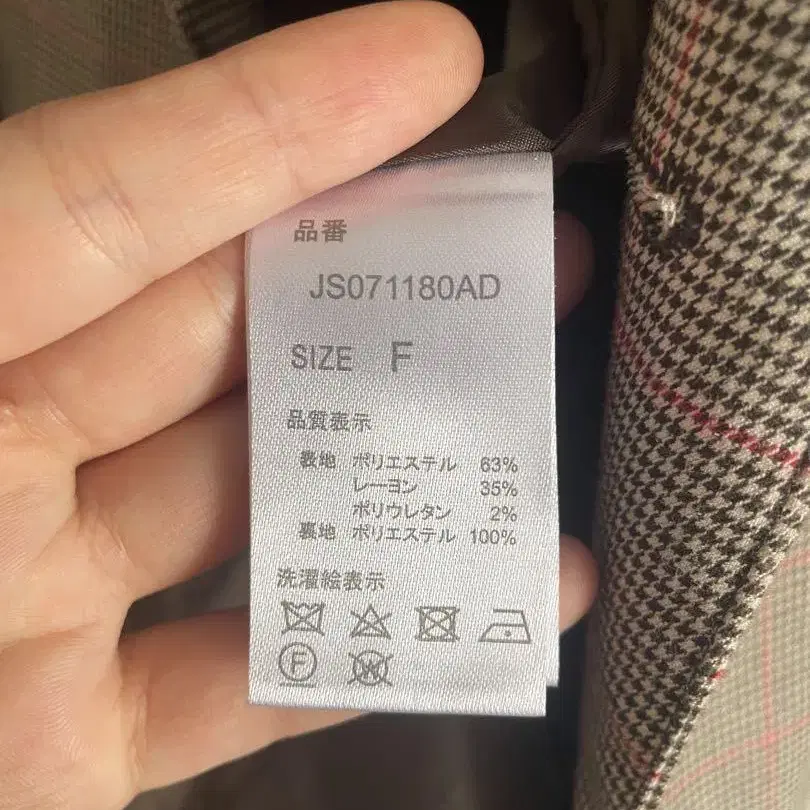 品番
JS071180AD
SIZE F
品質表示
表地 ポリエステル 63%
レーヨン 35%
ポリウレタン 2%
裏地 ポリエステル 100%
洗濯絵表示
F W